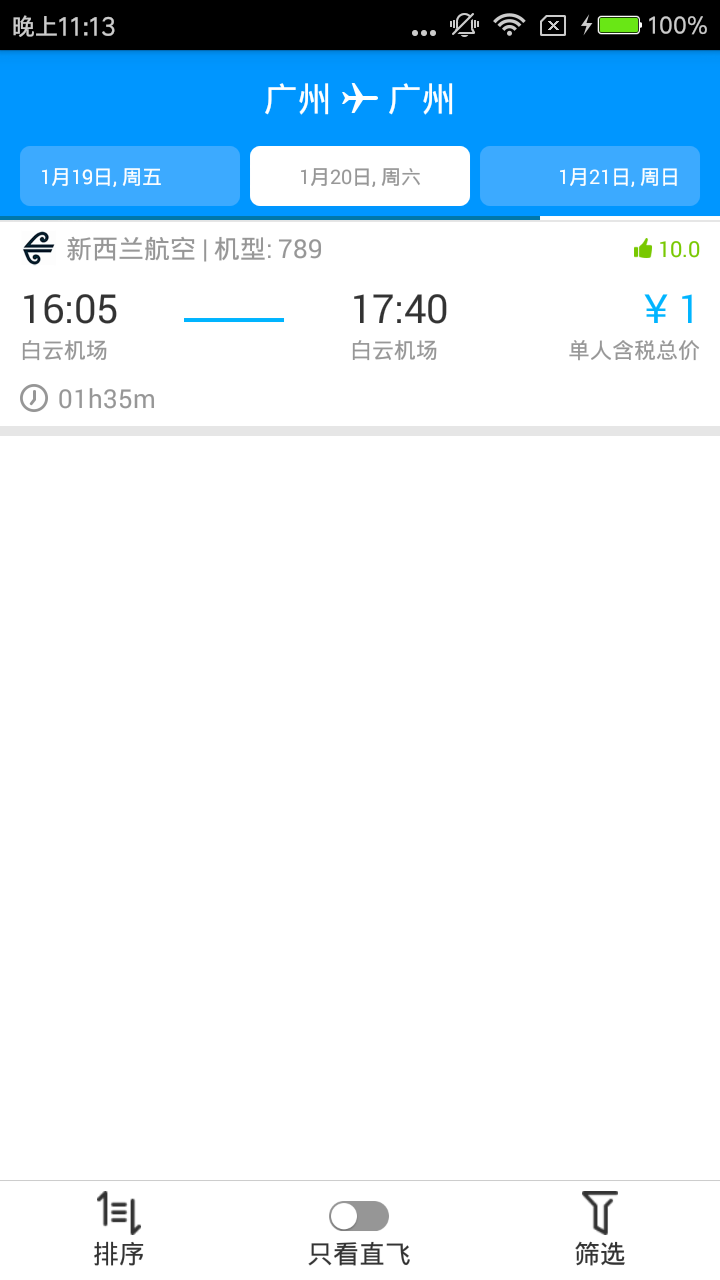 晚上11:13 100%
广州 广州
1月19日, 周五 1月20日, 周六 1月21日, 周日
新西兰航空 | 机型: 789 10.0
16:05 17:40 ¥ 1
白云机场 白云机场 单人含税总价
01h35m
排序 只看直飞 筛选